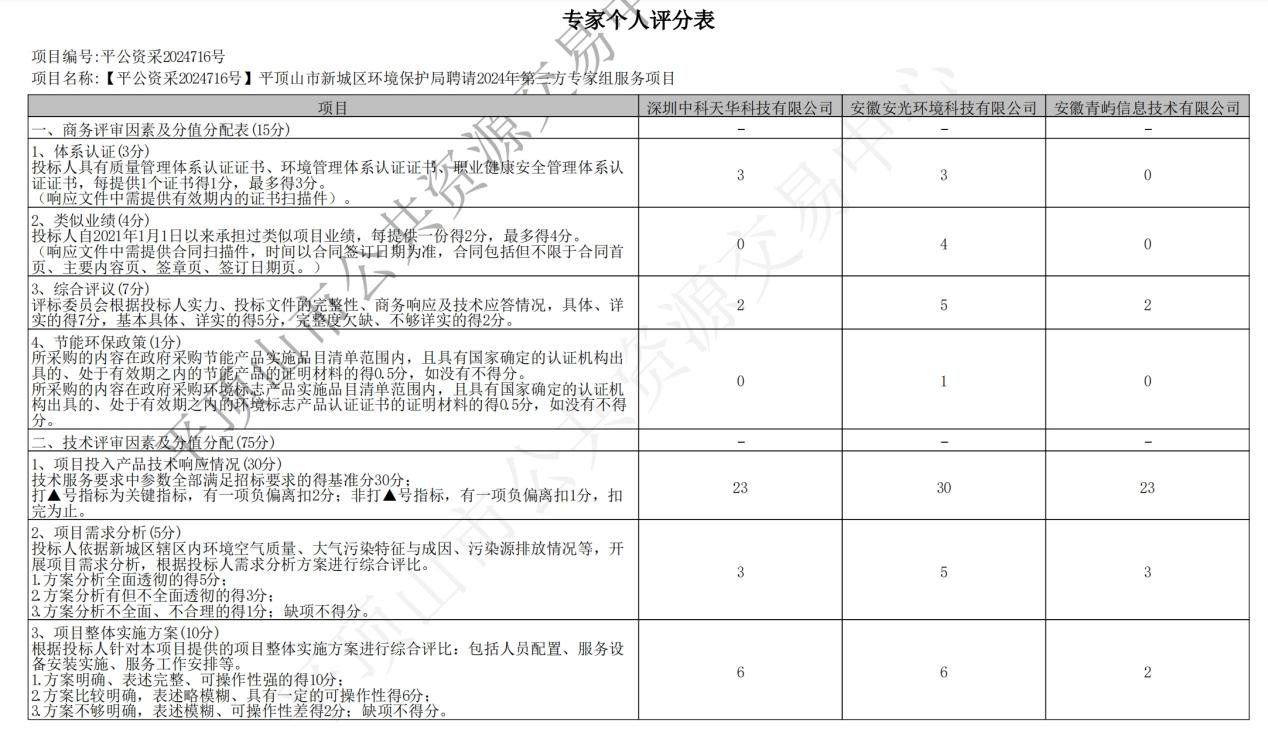 专家个人评分表
项目编号:平公资采2024716号
项目名称:【平公资采2024716号】平顶山市新城区环境保护局聘请2024年第三方专家组服务项目
项目 深圳中科天华科技有限公司 安徽安光环境科技有限公司 安徽青屿信息技术有限公司
一、商务评审因素及分值分配表(15分) — — —
1、体系认证(3分)
投标人具有质量管理体系认证证书、环境管理体系认证证书、职业健康安全管理体系认
证证书，每提供1个证书得1分，最多得3分。
（响应文件中需提供有效期内的证书扫描件）。
3 3 0
2、类似业绩(4分)
投标人自2021年1月1日以来承担过类似项目业绩，每提供一份得2分，最多得4分。
（响应文件中需提供合同扫描件，时间以合同签订日期为准，合同包括但不限于合同首
页、主要内容页、签章页、签订日期页。）
0 4 0
3、综合评议(7分)
评标委员会根据投标人实力、投标文件的完整性、商务响应及技术应答情况，具体、详
实的得7分，基本具体、详实的得5分，完整度欠缺、不够详实的得2分。
2 5 2
4、节能环保政策(1分)
所采购的内容在政府采购节能产品实施品目清单范围内，且具有国家确定的认证机构出
具的、处于有效期之内的节能产品的证明材料的得0.5分，如没有不得分。
所采购的内容在政府采购环境标志产品实施品目清单范围内，且具有国家确定的认证机
构出具的、处于有效期之内的环境标志产品认证证书的证明材料的得0.5分，如没有不得
分。
0 1 0
二、技术评审因素及分值分配(75分) — — —
1、项目投入产品技术响应情况(30分)
技术服务要求中参数全部满足招标要求的得基准分30分；
打▲号指标为关键指标，有一项负偏离扣2分；非打▲号指标，有一项负偏离扣1分，扣
完为止。
23 30 23
2、项目需求分析(5分)
投标人依据新城区辖区内环境空气质量、大气污染特征与成因、污染源排放情况等，开
展项目需求分析，根据投标人需求分析方案进行综合评比。
1.方案分析全面透彻的得5分；
2.方案分析有但不全面透彻的得3分；
3.方案分析不全面、不合理的得1分；缺项不得分。
3 5 3
3、项目整体实施方案(10分)
根据投标人针对本项目提供的项目整体实施方案进行综合评比：包括人员配置、服务设
备安装实施、服务工作安排等。
1.方案明确、表述完整、可操作性强的得10分；
2.方案比较明确，表述略模糊、具有一定的可操作性得6分；
3.方案不够明确，表述模糊、可操作性差得2分；缺项不得分。
6 6 2
平顶山市公共资源交易中
平顶山市公共资源交易中心